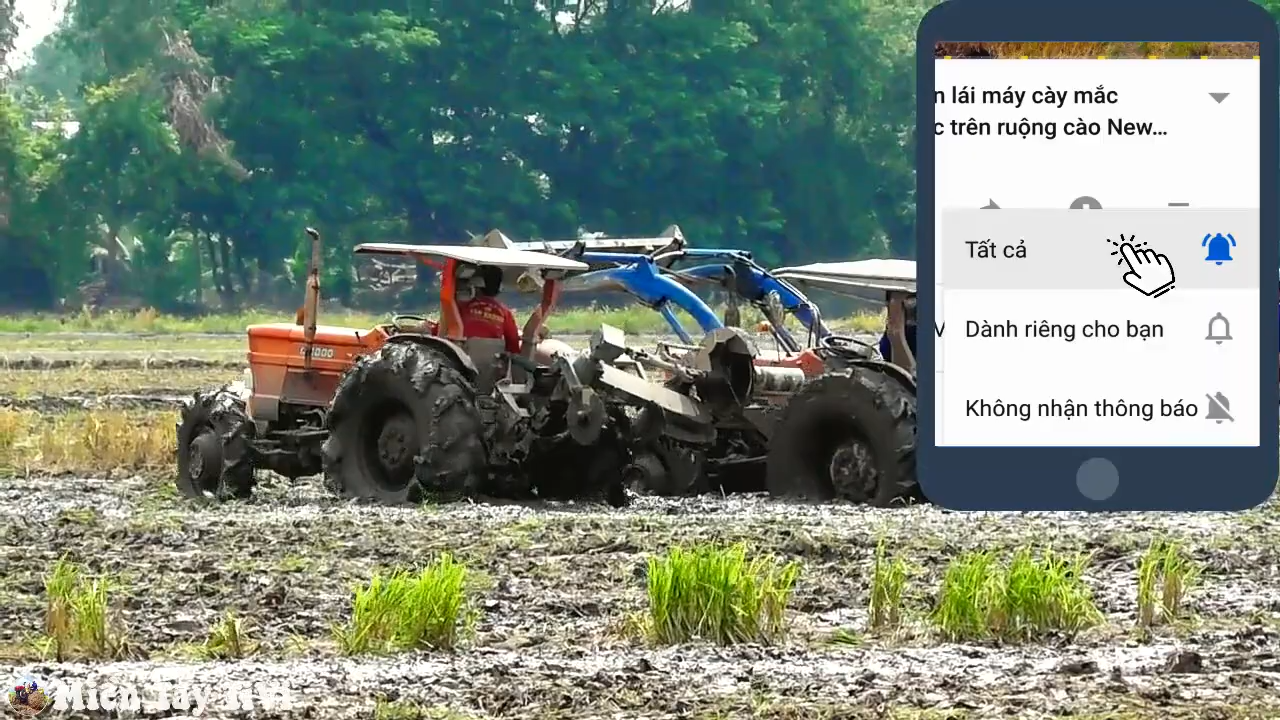 n lái máy cày mắc
c trên ruộng cào New...
Tất cả
Dành riêng cho bạn
Không nhận thông báo